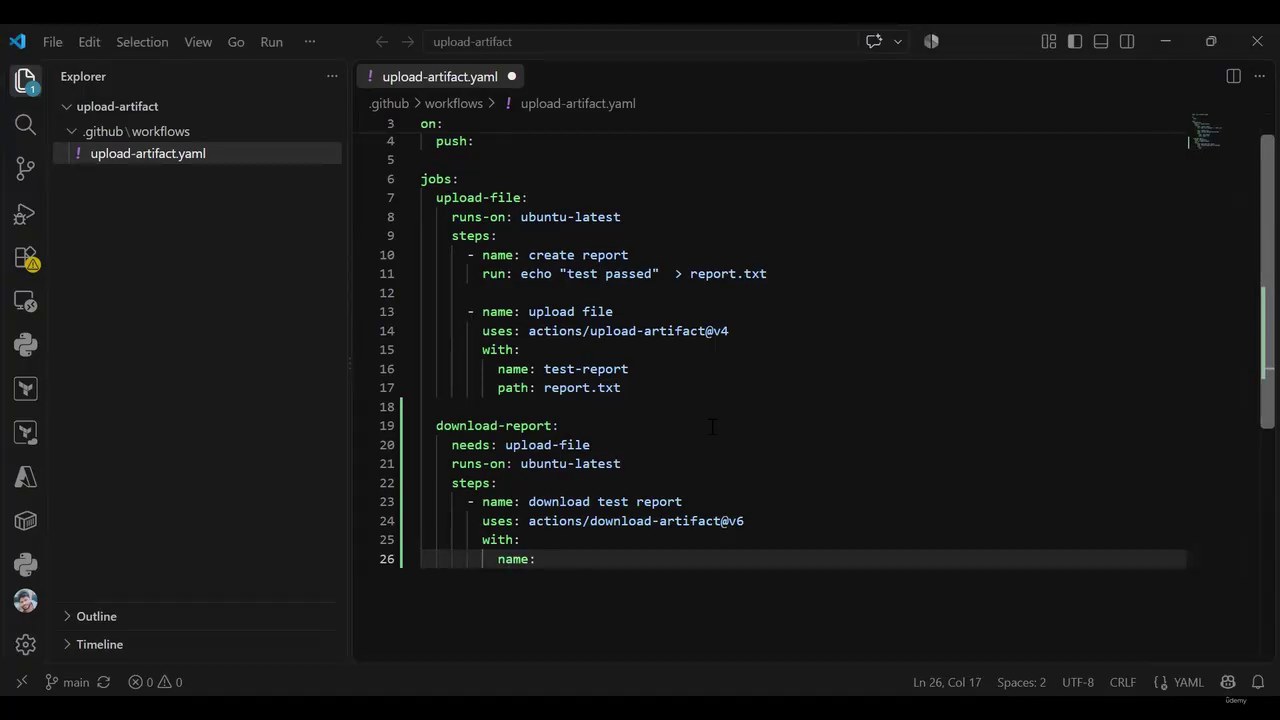 File Edit Selection View Go Run ··· upload-artifact
Explorer ···
upload-artifact.yaml
upload-artifact
.github > workflows > upload-artifact.yaml
.github\workflows
upload-artifact.yaml
1
3 on:
4 push:
5
6 jobs:
7 upload-file:
8 runs-on: ubuntu-latest
9 steps:
10 - name: create report
11 run: echo "test passed" > report.txt
12
13 - name: upload file
14 uses: actions/upload-artifact@v4
15 with:
16 name: test-report
17 path: report.txt
18
19 download-report:
20 needs: upload-file
21 runs-on: ubuntu-latest
22 steps:
23 - name: download test report
24 uses: actions/download-artifact@v6
25 with:
26 name:
Outline
Timeline
main 0 0 Ln 26, Col 17 Spaces: 2 UTF-8 CRLF {} YAML
udemy